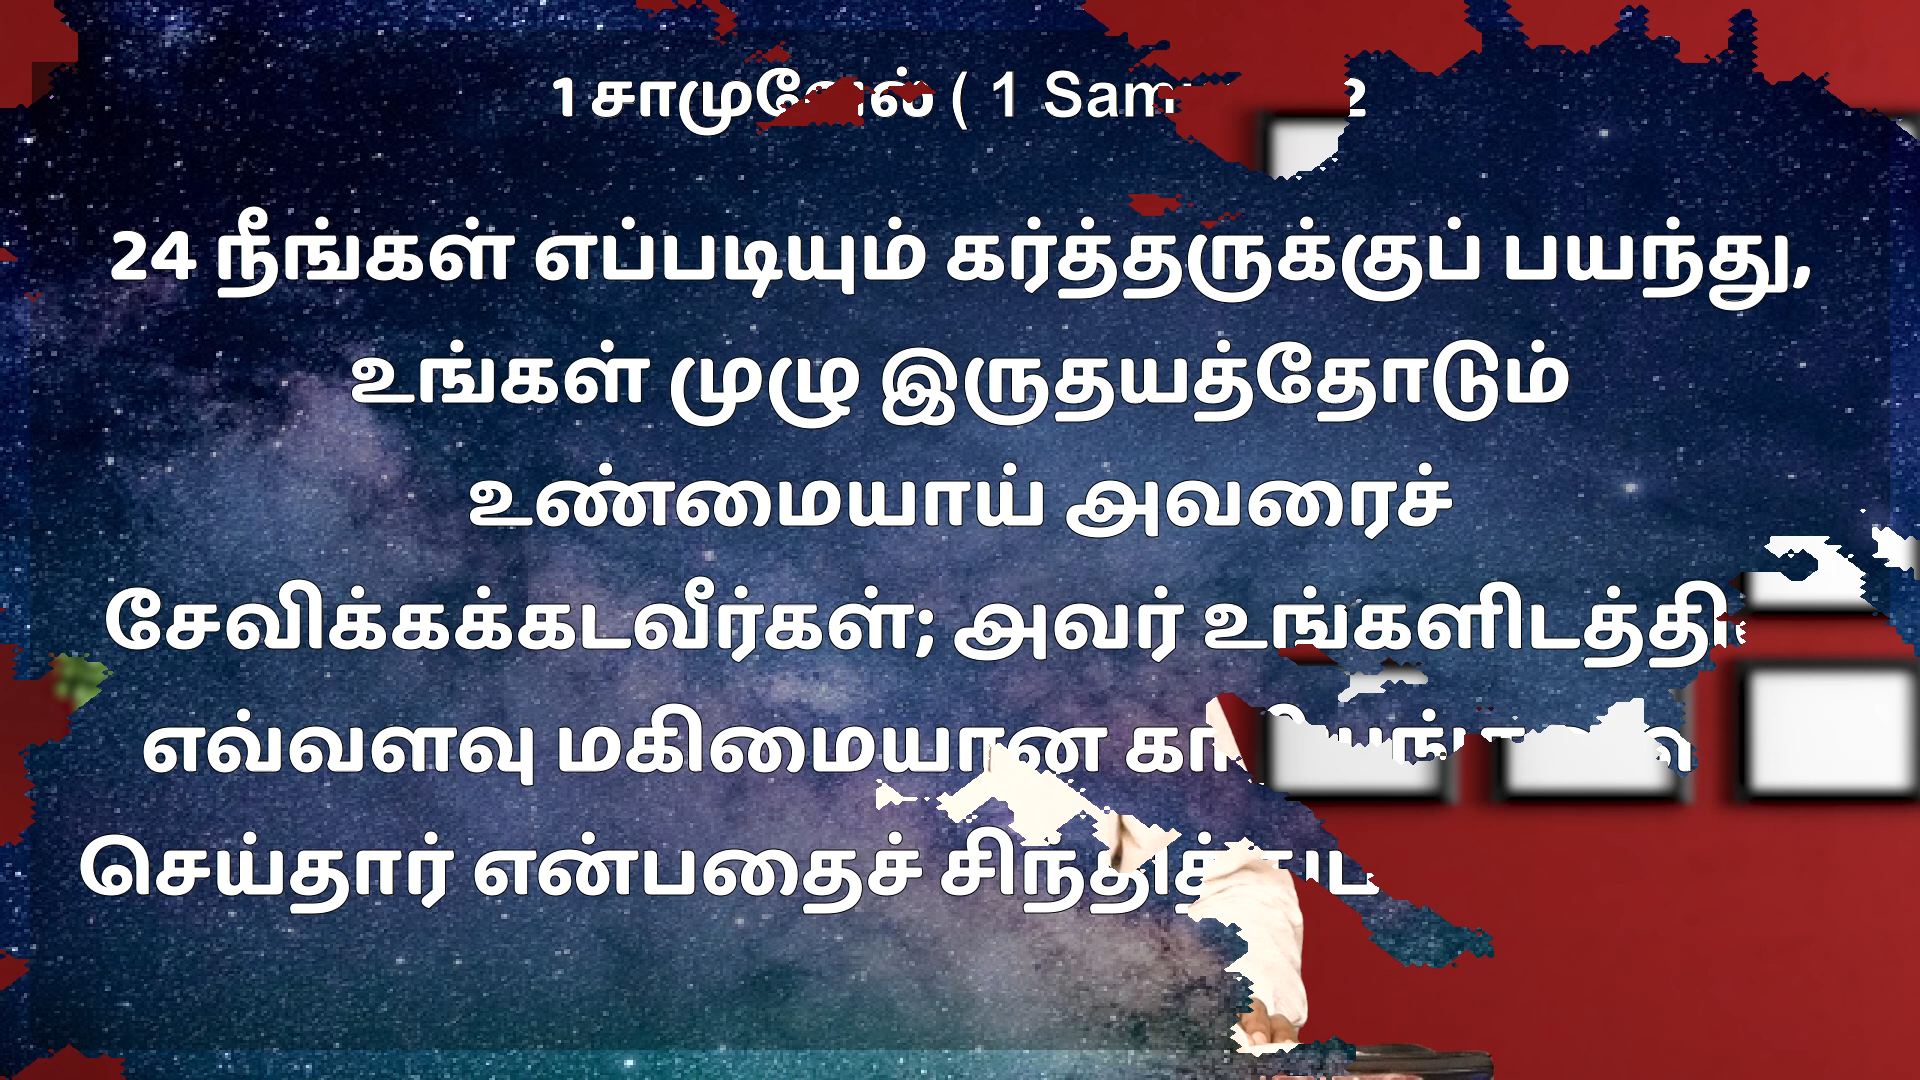 1 ( 1
24 நீங்கள் எப்படியும் கர்த்தருக்குப் பயந்து,
உங்கள் முழு இருதயத்தோடும்
உண்மையாய் அவரைச்
சேவிக்கக்கடவீர்கள்; அவர் உங்களிடத்தி
எவ்வளவு மகிமையான
செய்தார் என்பதைச்